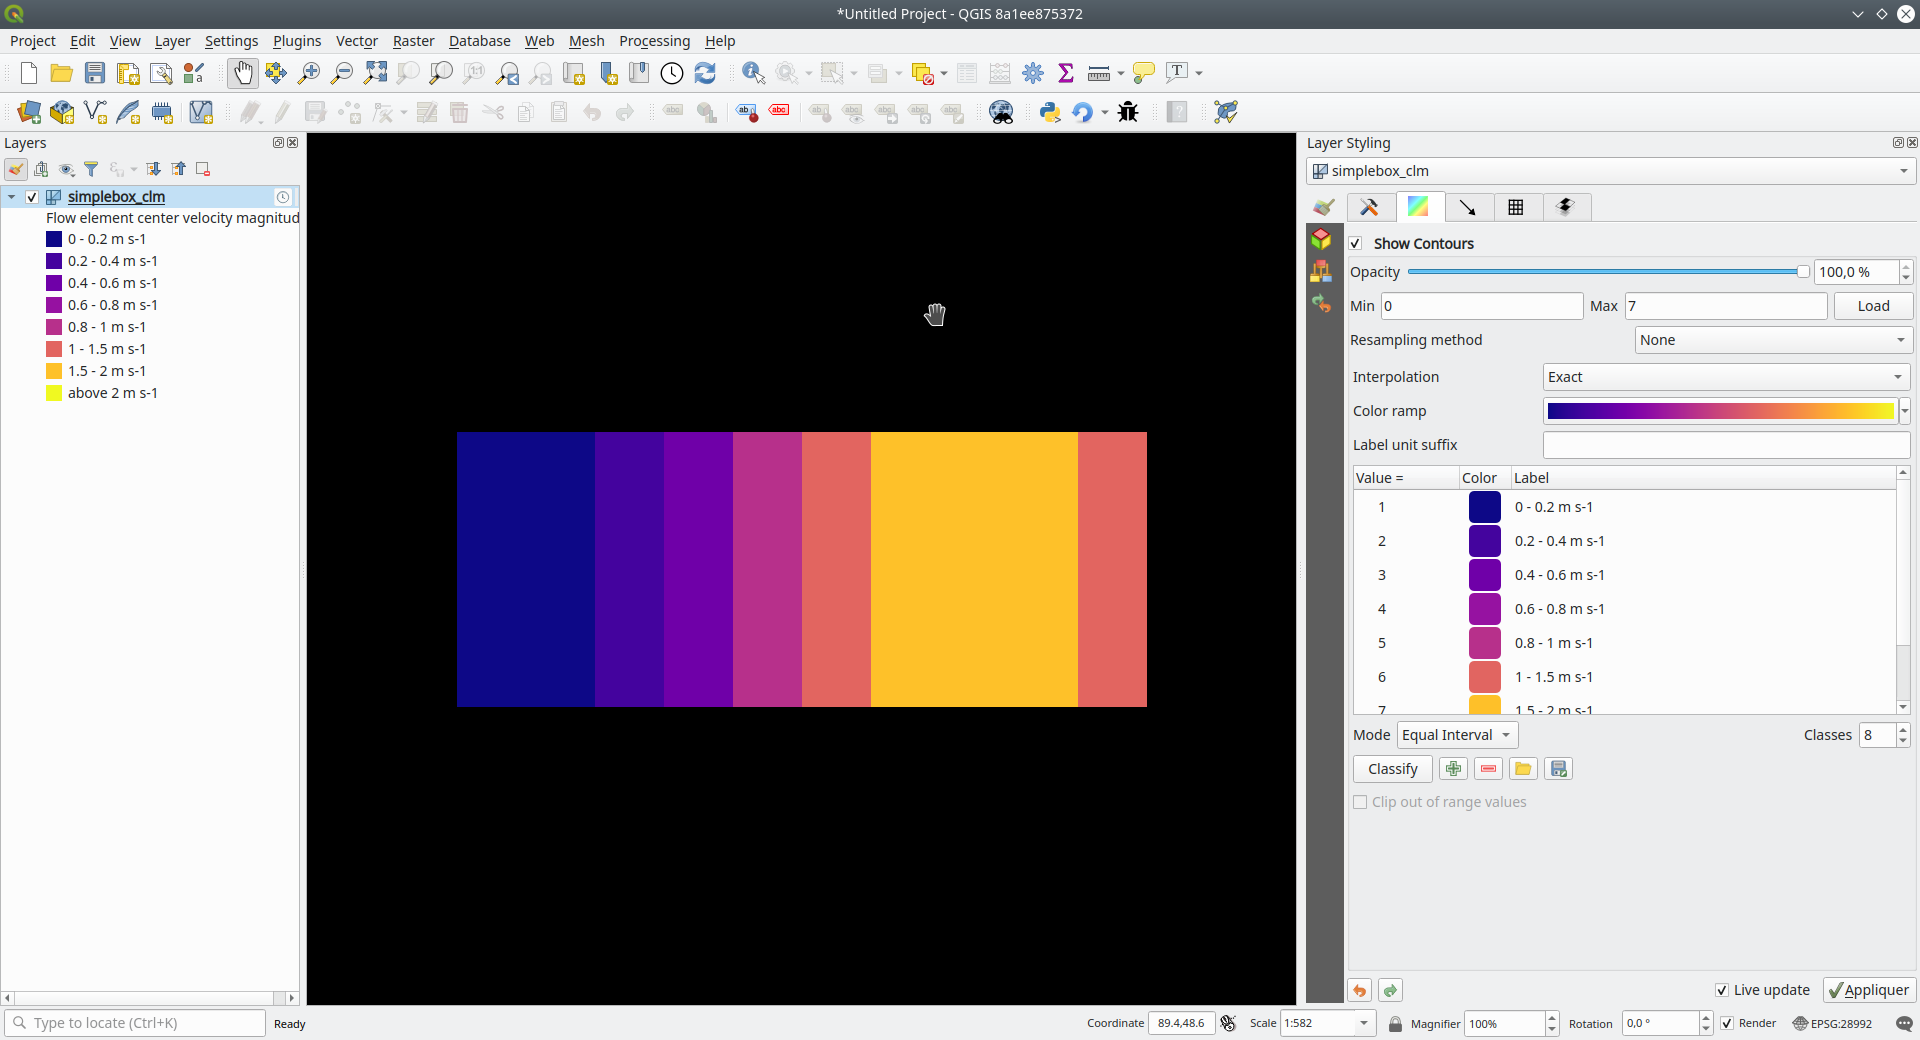 *Untitled Project - QGIS 8a1ee875372
Project Edit View Layer Settings Plugins Vector Raster Database Web Mesh Processing Help
Layers
simplebox_clm
Flow element center velocity magnitud
0 - 0.2 m s-1
0.2 - 0.4 m s-1
0.4 - 0.6 m s-1
0.6 - 0.8 m s-1
0.8 - 1 m s-1
1 - 1.5 m s-1
1.5 - 2 m s-1
above 2 m s-1
Layer Styling
simplebox_clm
Show Contours
Opacity 100,0 %
Min 0 Max 7 Load
Resampling method None
Interpolation Exact
Color ramp
Label unit suffix
Value = Color Label
1 0 - 0.2 m s-1
2 0.2 - 0.4 m s-1
3 0.4 - 0.6 m s-1
4 0.6 - 0.8 m s-1
5 0.8 - 1 m s-1
6 1 - 1.5 m s-1
7 1.5 - 2 m s-1
Mode Equal Interval Classes 8
Classify
Clip out of range values
Live update Appliquer
Type to locate (Ctrl+K) Ready Coordinate 89.4,48.6 Scale 1:582 Magnifier 100% Rotation 0,0 ° Render EPSG:28992